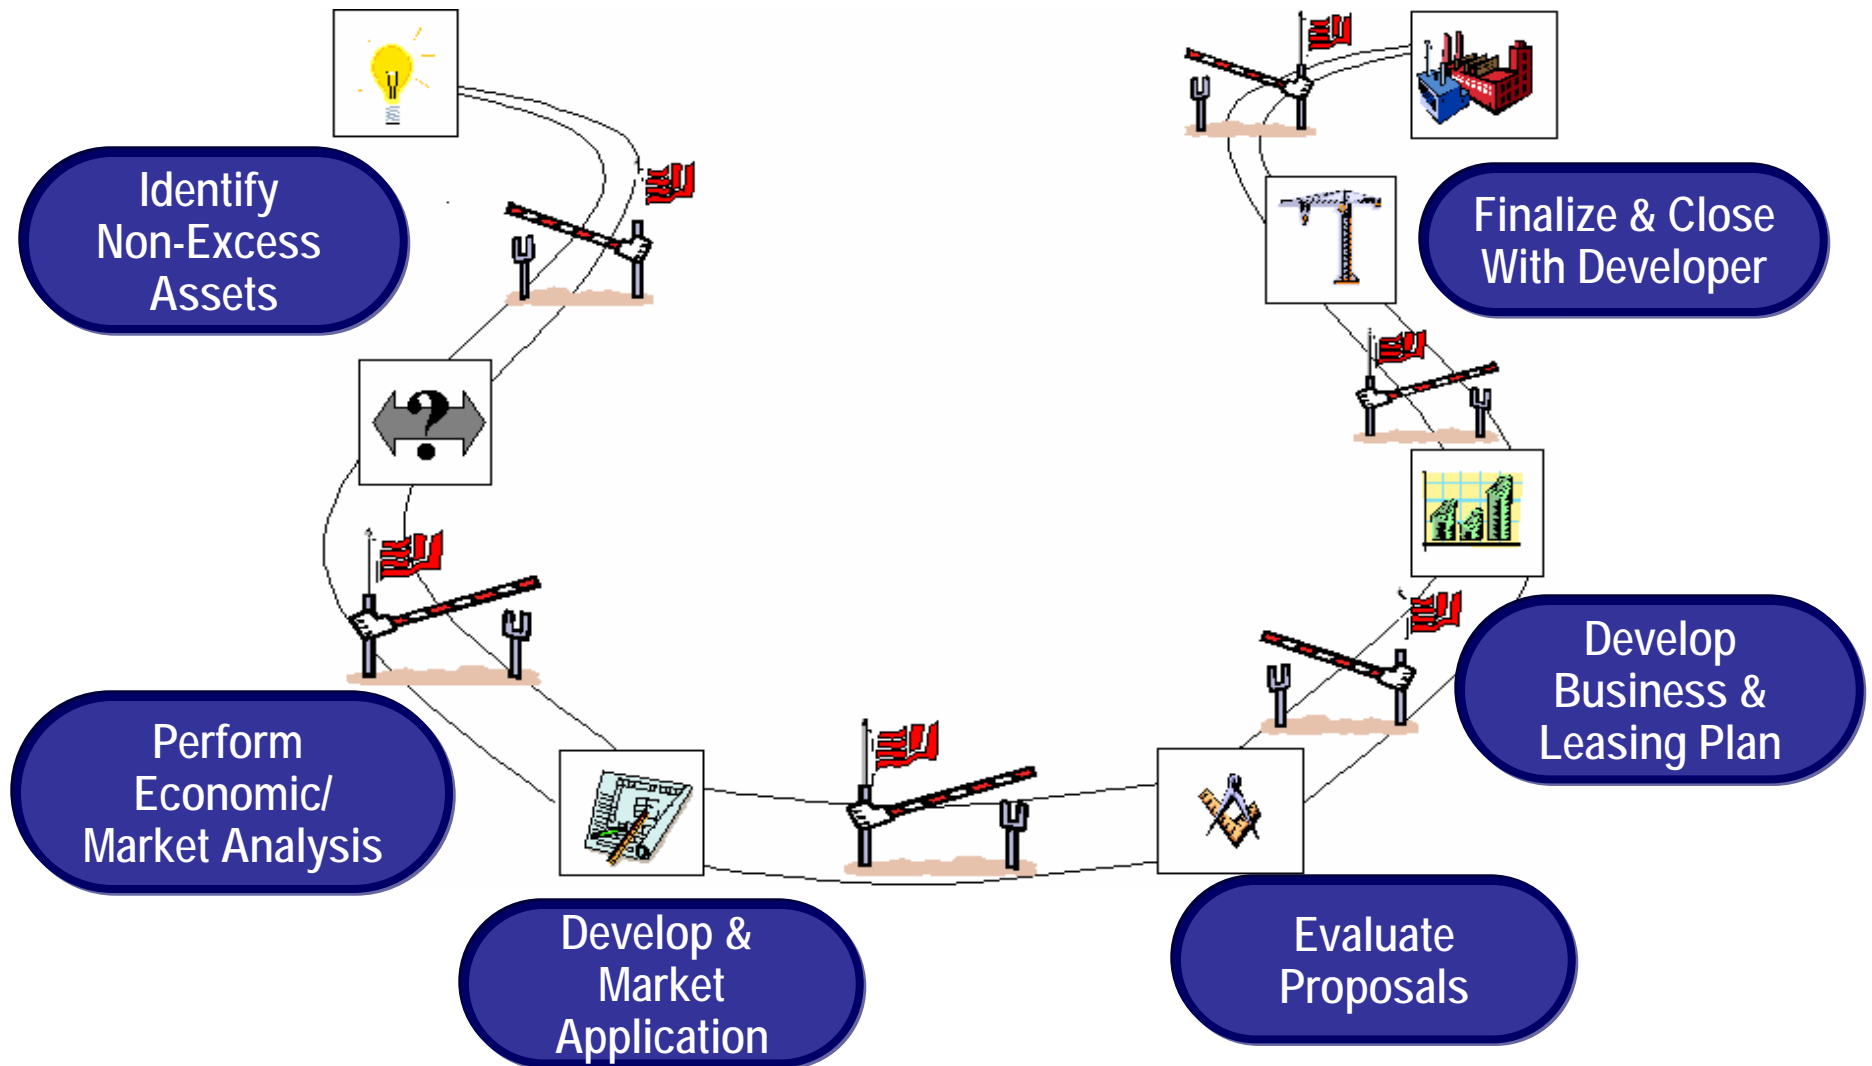 Identify
Non-Excess
Assets
Perform
Economic/
Market Analysis
Develop &
Market
Application
Evaluate
Proposals
Develop
Business &
Leasing Plan
Finalize & Close
With Developer
?